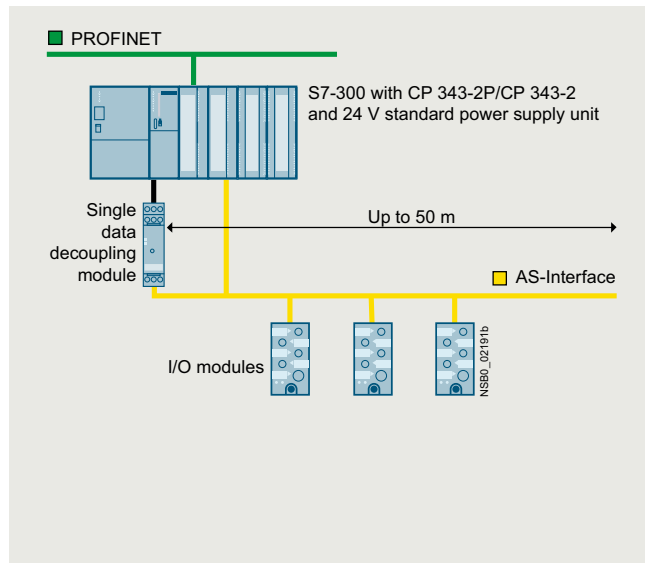 PROFINET
S7-300 with CP 343-2P/CP 343-2
and 24 V standard power supply unit
Single
data
decoupling
module
Up to 50 m
AS-Interface
I/O modules
NSB0_02191b